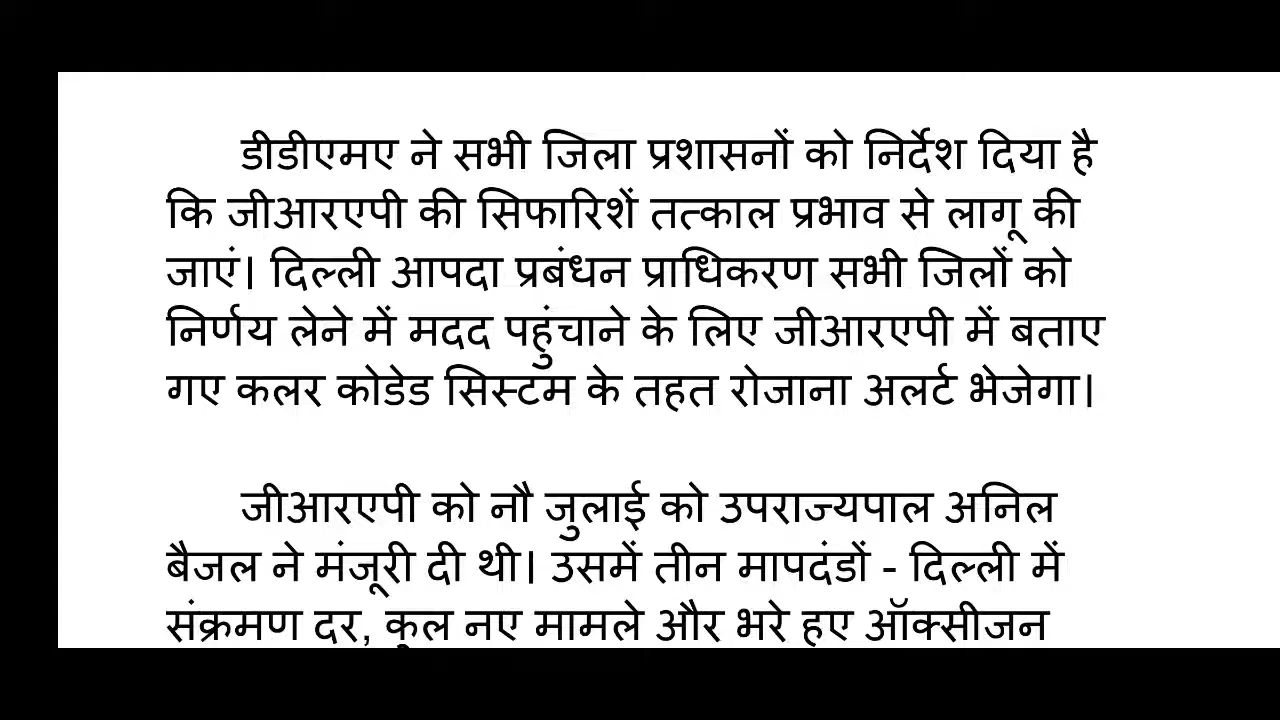 डीडीएमए ने सभी जिला प्रशासनों को निर्देश दिया है
कि जीआरएपी की सिफारिशें तत्काल प्रभाव से लागू की
जाएं। दिल्ली आपदा प्रबंधन प्राधिकरण सभी जिलों को
निर्णय लेने में मदद पहुंचाने के लिए जीआरएपी में बताए
गए कलर कोडेड सिस्टम के तहत रोजाना अलर्ट भेजेगा।
जीआरएपी को नौ जुलाई को उपराज्यपाल अनिल
बैजल ने मंजूरी दी थी। उसमें तीन मापदंडों - दिल्ली में
संक्रमण दर, कुल नए मामले और भरे हुए ऑक्सीजन